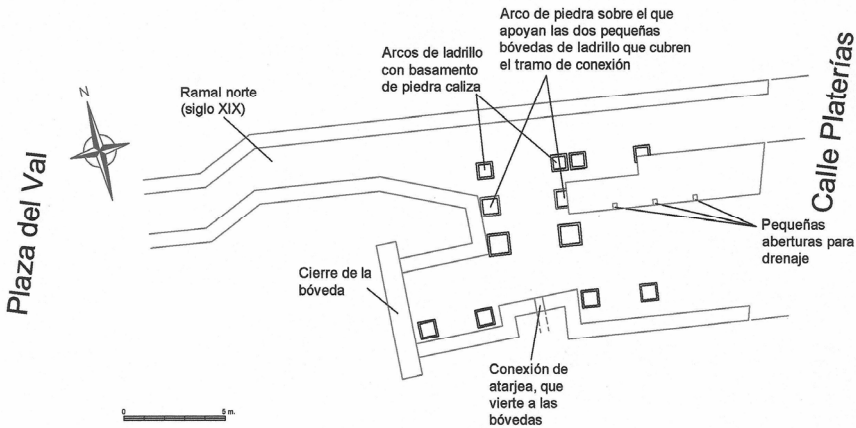 Arco de piedra sobre el que
apoyan las dos pequeñas
bóvedas de ladrillo que cubren
el tramo de conexión
Arcos de ladrillo
con basamento
de piedra caliza
Ramal norte
(siglo XIX)
N
Plaza del Val
Calle Platerías
Pequeñas
aberturas para
drenaje
Cierre de la
bóveda
Conexión de
atarjea, que
vierte a las
bóvedas
0
5 m.